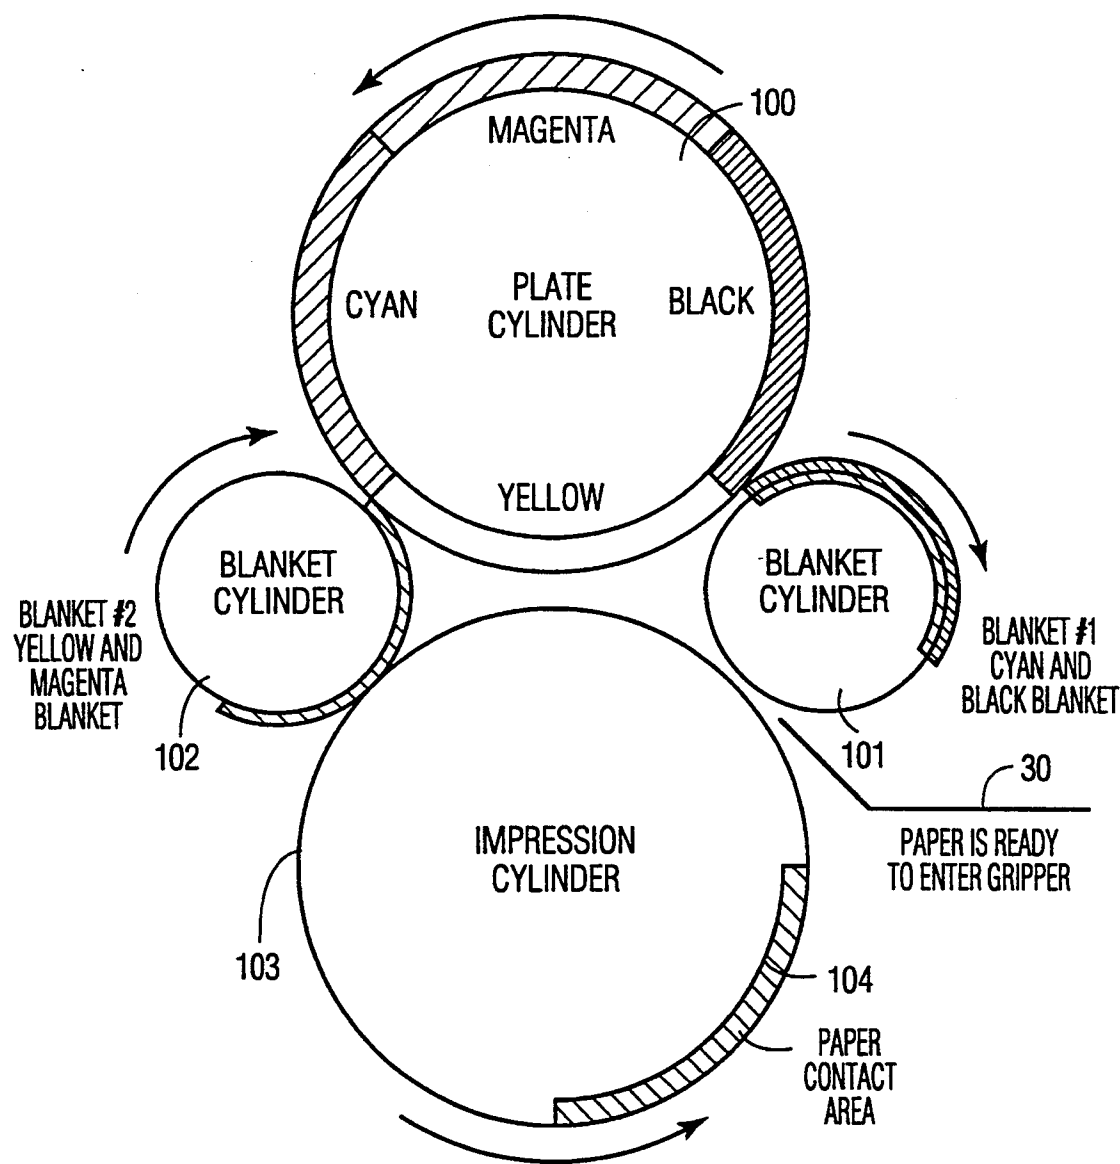 100
MAGENTA
CYAN
PLATE
CYLINDER
BLACK
YELLOW
BLANKET
CYLINDER
BLANKET
CYLINDER
BLANKET #2
YELLOW AND
MAGENTA
BLANKET
BLANKET #1
CYAN AND
BLACK BLANKET
102
101
30
IMPRESSION
CYLINDER
PAPER IS READY
TO ENTER GRIPPER
103
104
PAPER
CONTACT
AREA